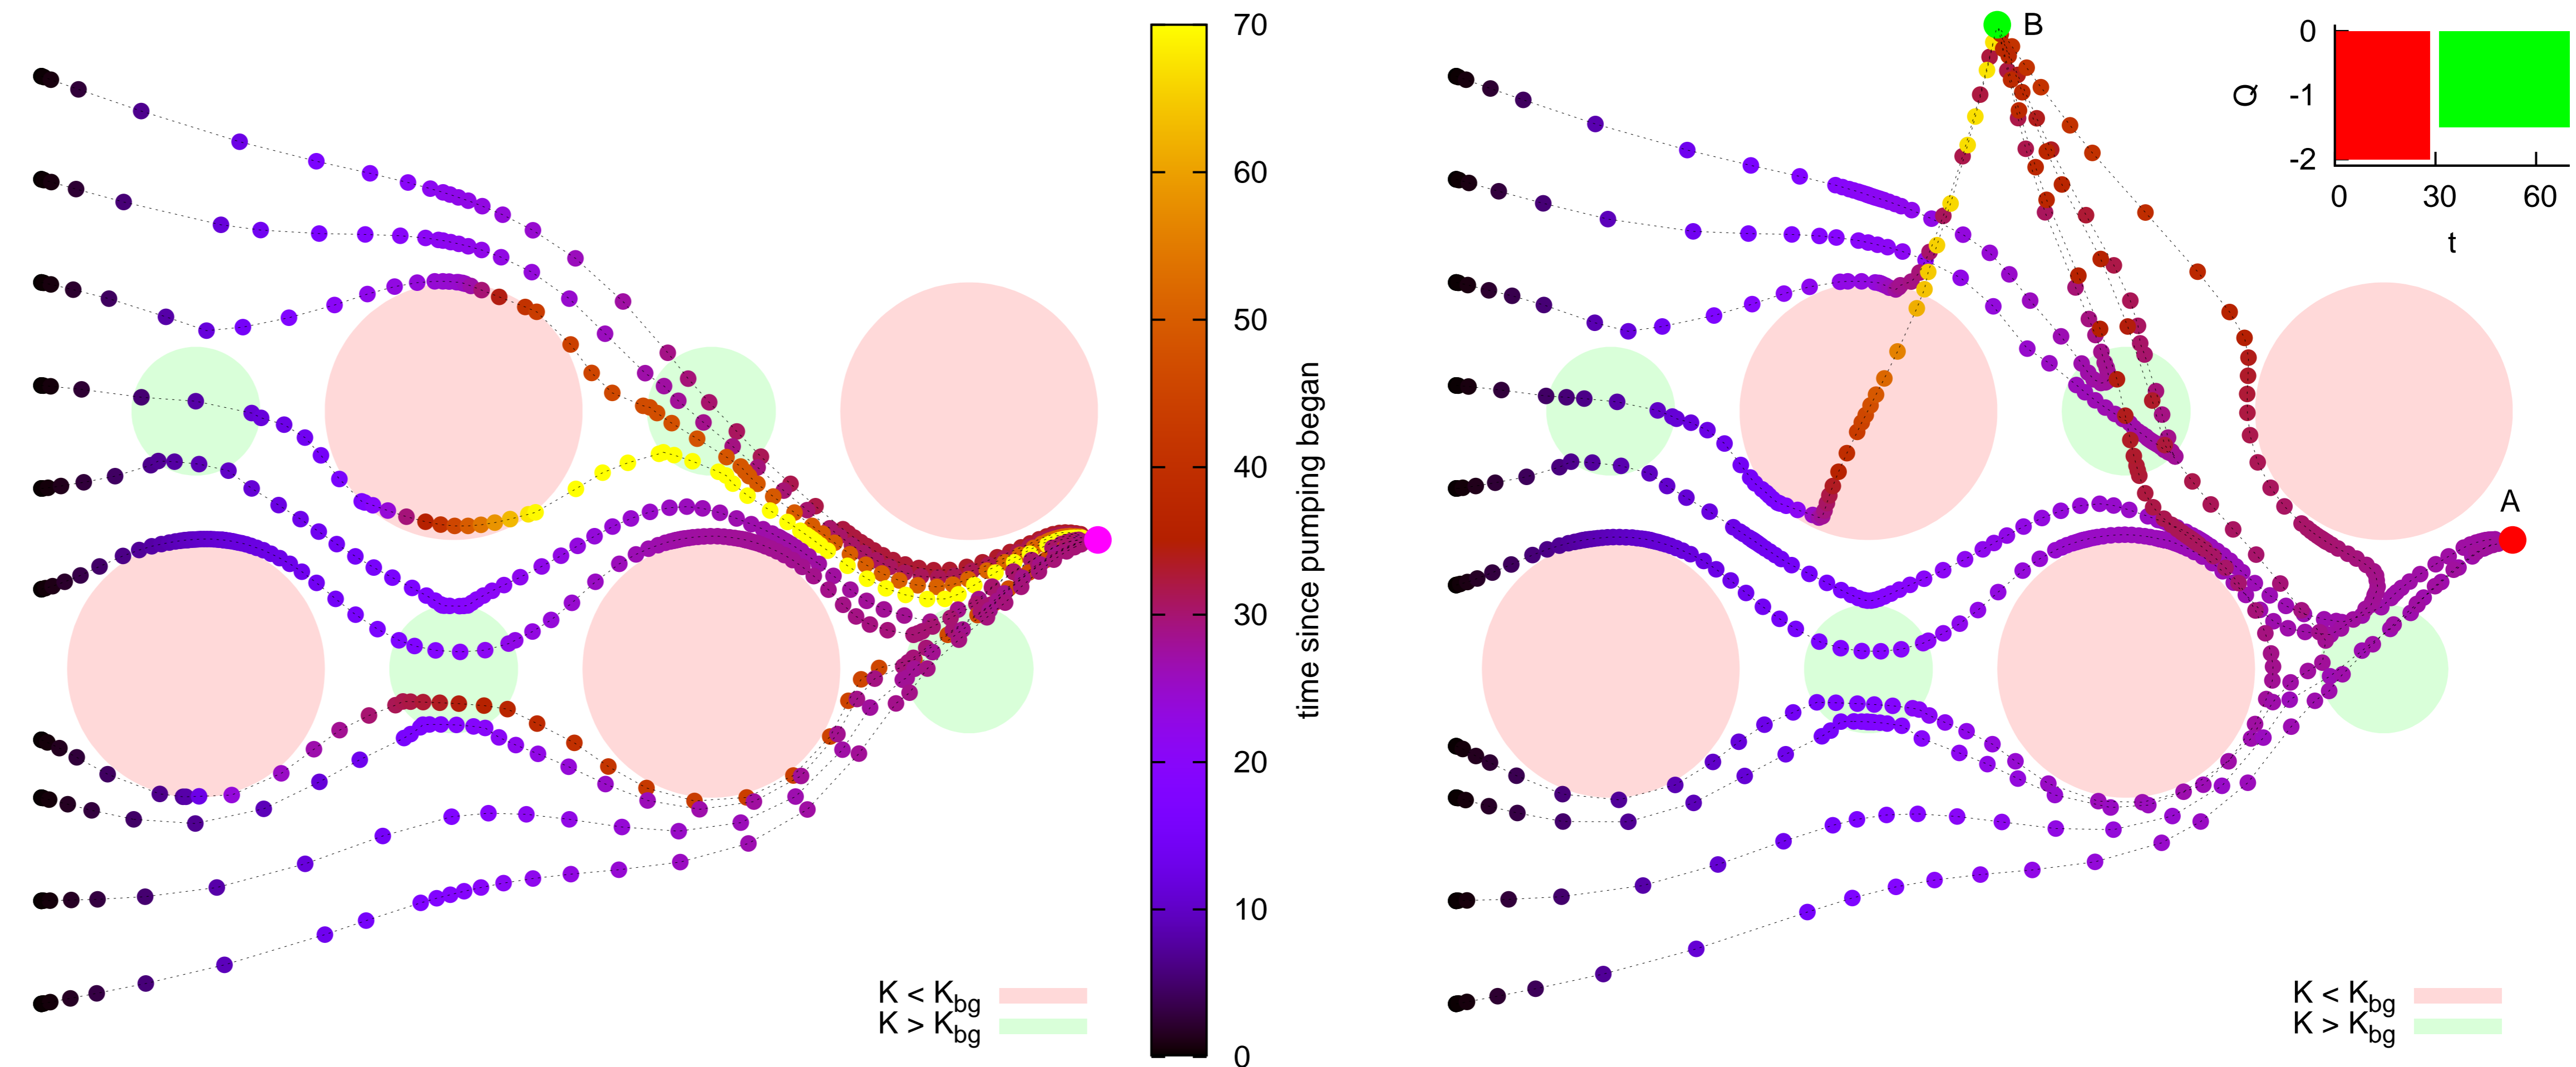 70
60
50
40
30
20
10
0
time since pumping began
K < Kbg
K > Kbg
B
A
0
-1
-2
Q
0 30 60
t
K < Kbg
K > Kbg